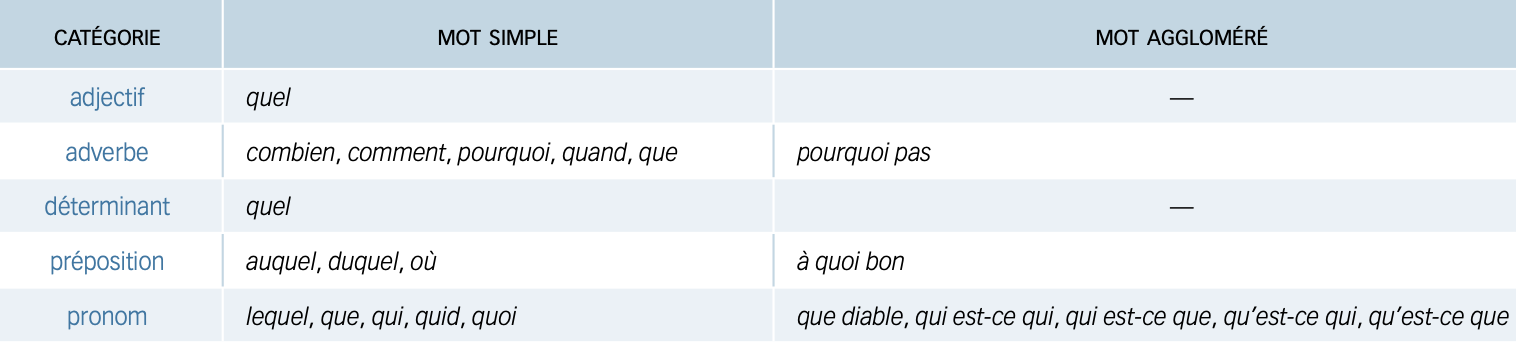 CATÉGORIE MOT SIMPLE MOT AGGLOMÉRÉ
adjectif quel —
adverbe combien, comment, pourquoi, quand, que pourquoi pas
déterminant quel —
préposition auquel, duquel, où à quoi bon
pronom lequel, que, qui, quid, quoi que diable, qui est-ce qui, qui est-ce que, qu’est-ce qui, qu’est-ce que